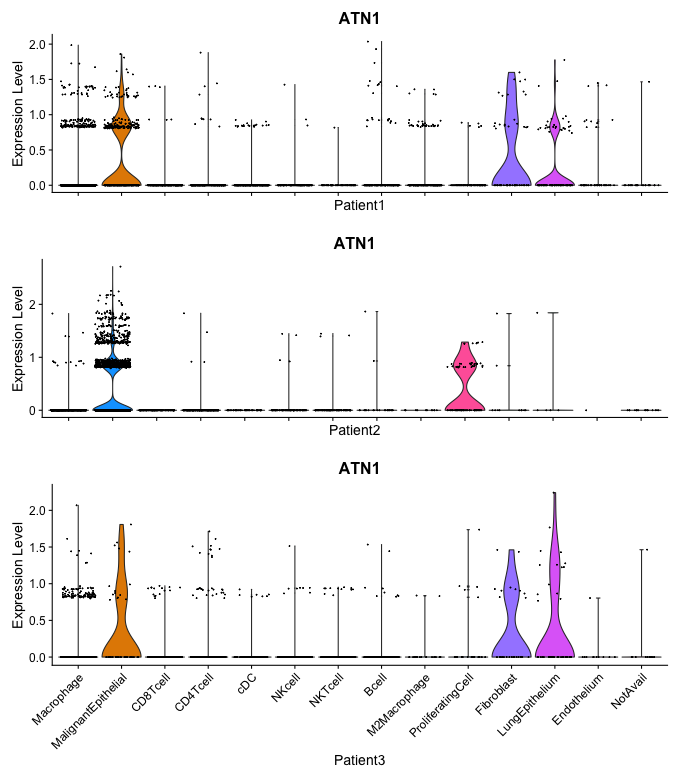 ATN1
Expression Level
2.0
1.5
1.0
0.5
0.0
Patient1
ATN1
Expression Level
2
1
0
Patient2
ATN1
Expression Level
2.0
1.5
1.0
0.5
0.0
Macrophage
MalignantEpithelial
CD8Tcell
CD4Tcell
cDC
NKcell
NKTcell
Bcell
M2Macrophage
ProliferatingCell
Fibroblast
LungEpithelium
Endothelium
NotAvail
Patient3